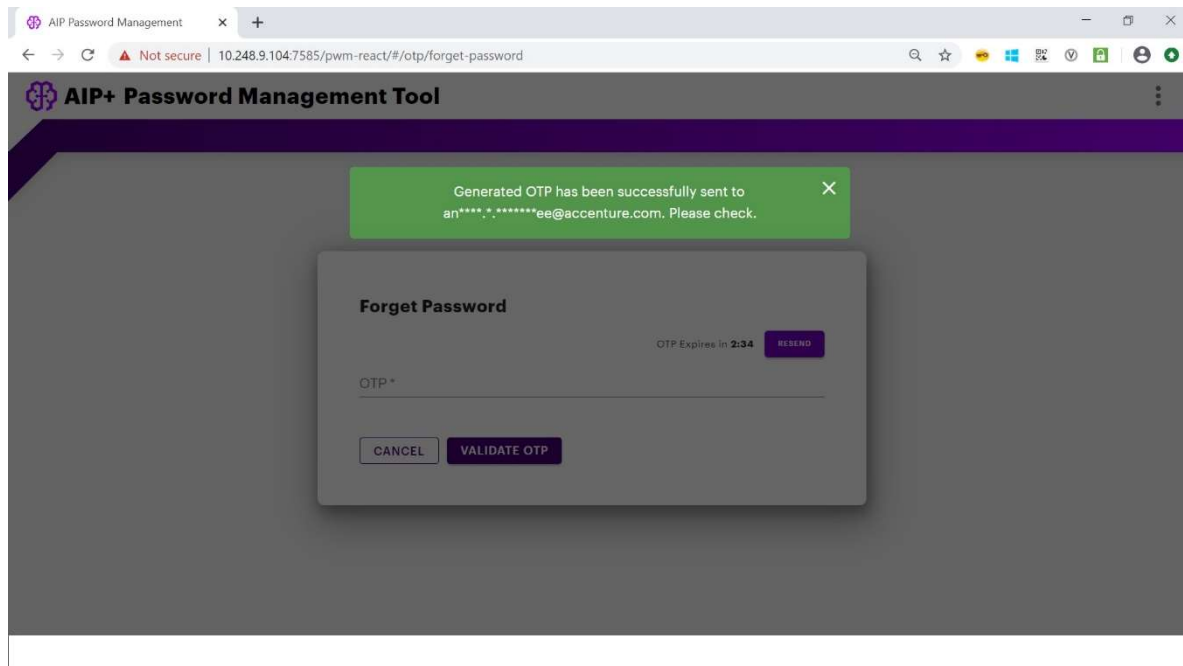 AIP Password Management
Not secure | 10.248.9.104:7585/pwm-react/#/otp/forget-password
AIP+ Password Management Tool
Generated OTP has been successfully sent to
an****.*.*******ee@accenture.com. Please check.
Forget Password
OTP Expires in 2:34 RESEND
OTP *
CANCEL VALIDATE OTP